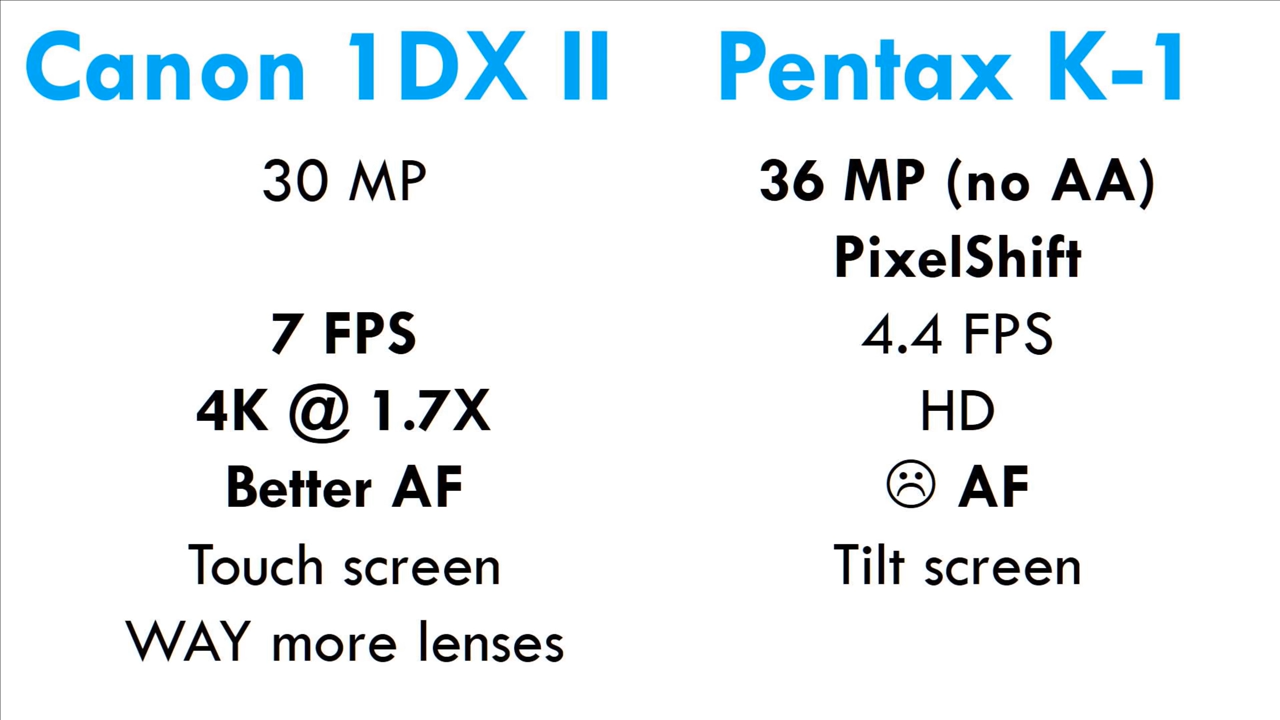 Canon 1DX II
30 MP
7 FPS
4K @ 1.7X
Better AF
Touch screen
WAY more lenses
Pentax K-1
36 MP (no AA)
PixelShift
4.4 FPS
HD
☹ AF
Tilt screen